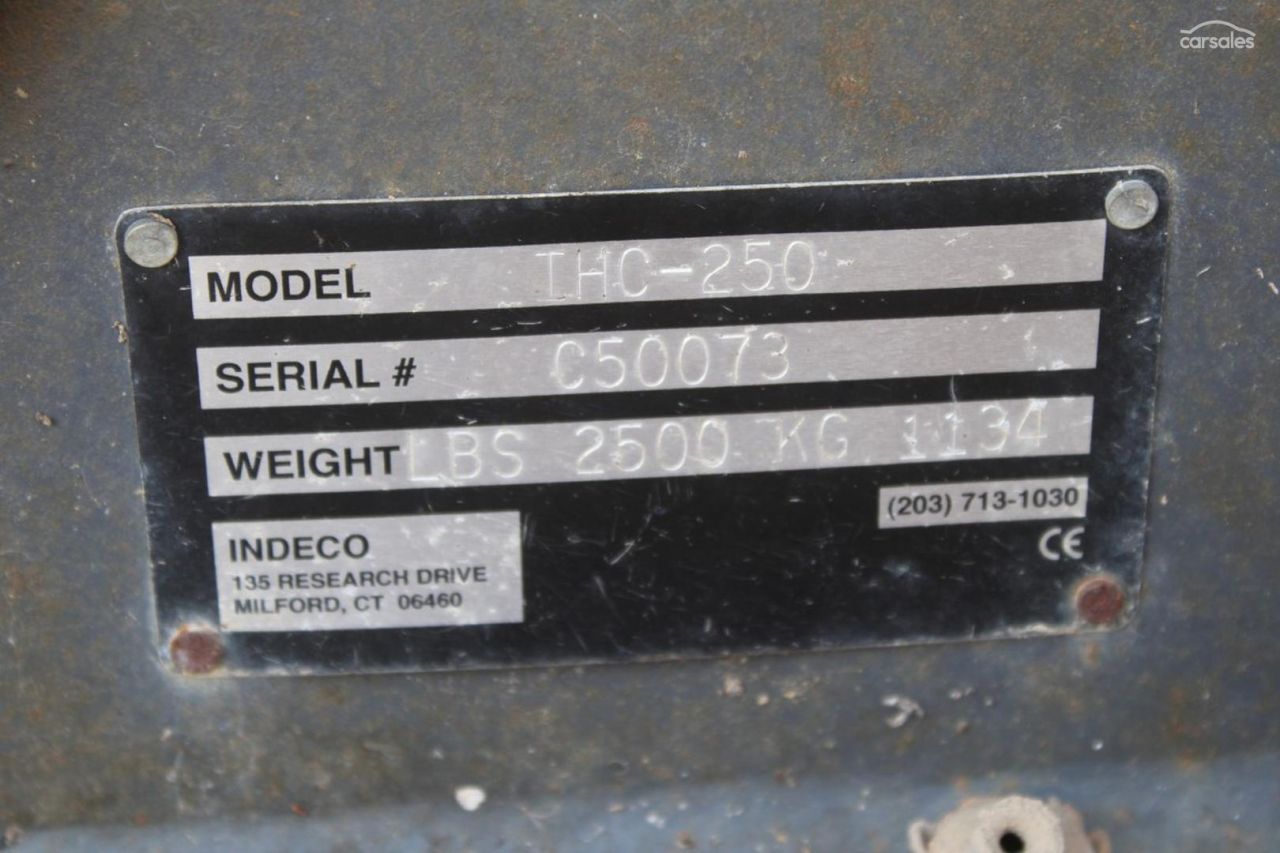 carsales
MODEL IHC-250
SERIAL # C50073
WEIGHT LBS 2500 KG 1134
(203) 713-1030
CE
INDECO
135 RESEARCH DRIVE
MILFORD, CT 06460